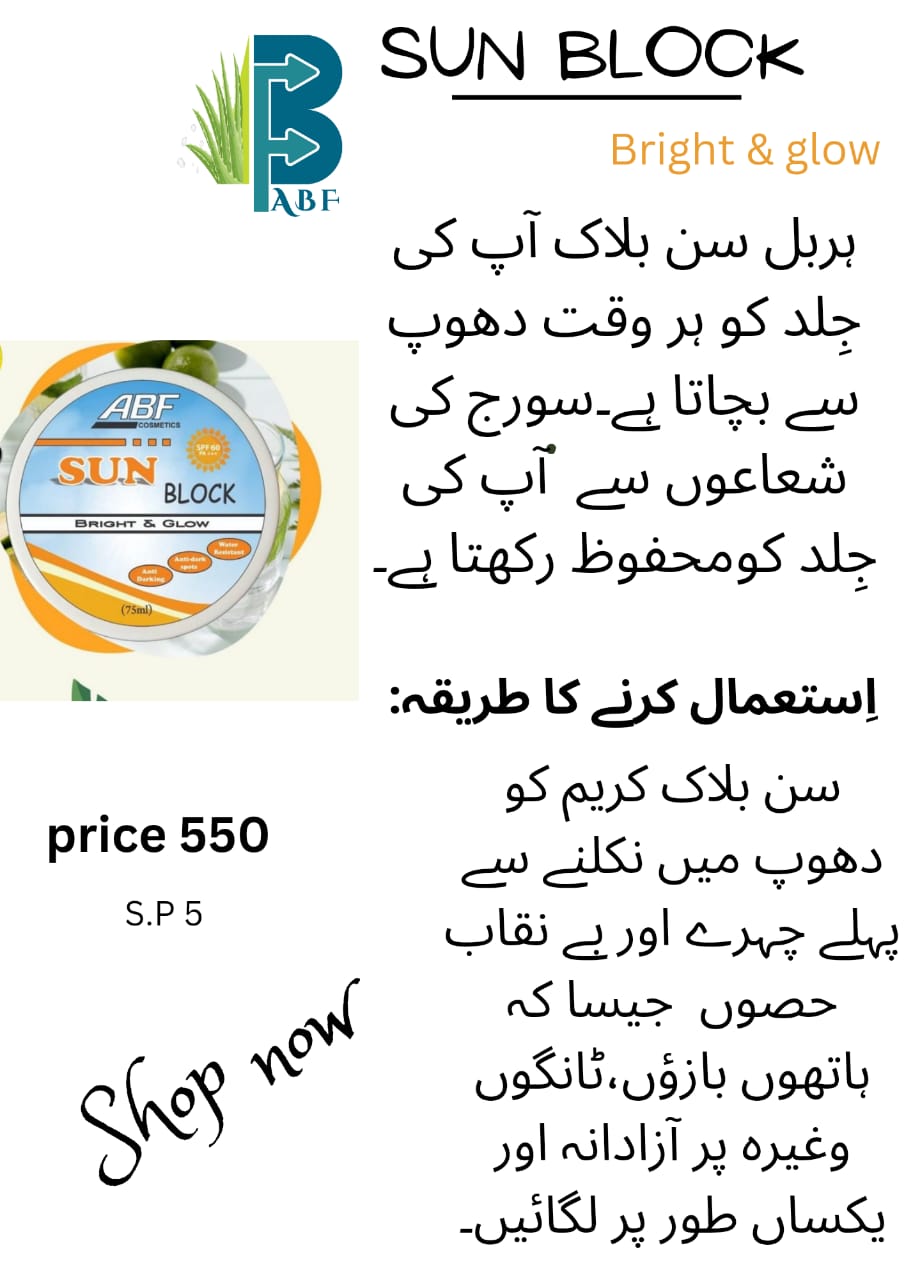 SUN BLOCK
Bright & glow
ABF
ہربل سن بلاک آپ کی
جِلد کو ہر وقت دھوپ
سے بچاتا ہے۔سورج کی
شعاعوں سے آپ کی
جِلد کومحفوظ رکھتا ہے۔
ABF
COSMETICS
SPF 60
PA +++
SUN
BLOCK
BRIGHT & GLOW
Water
Resistant
Anti-dark
spots
Anti
Darking
(75ml)
اِستعمال کرنے کا طریقہ:
سن بلاک کریم کو
دھوپ میں نکلنے سے
پہلے چہرے اور بے نقاب
حصوں جیسا کہ
ہاتھوں بازؤں،ٹانگوں
وغیرہ پر آزادانہ اور
یکساں طور پر لگائیں۔
price 550
S.P 5
Shop now